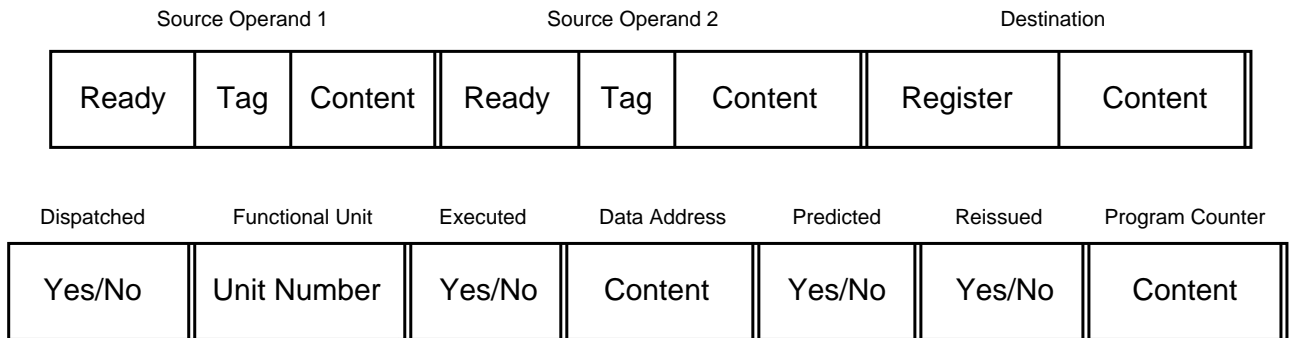 Source Operand 1 Source Operand 2 Destination
Ready Tag Content Ready Tag Content Register Content
Dispatched Functional Unit Executed Data Address Predicted Reissued Program Counter
Yes/No Unit Number Yes/No Content Yes/No Yes/No Content